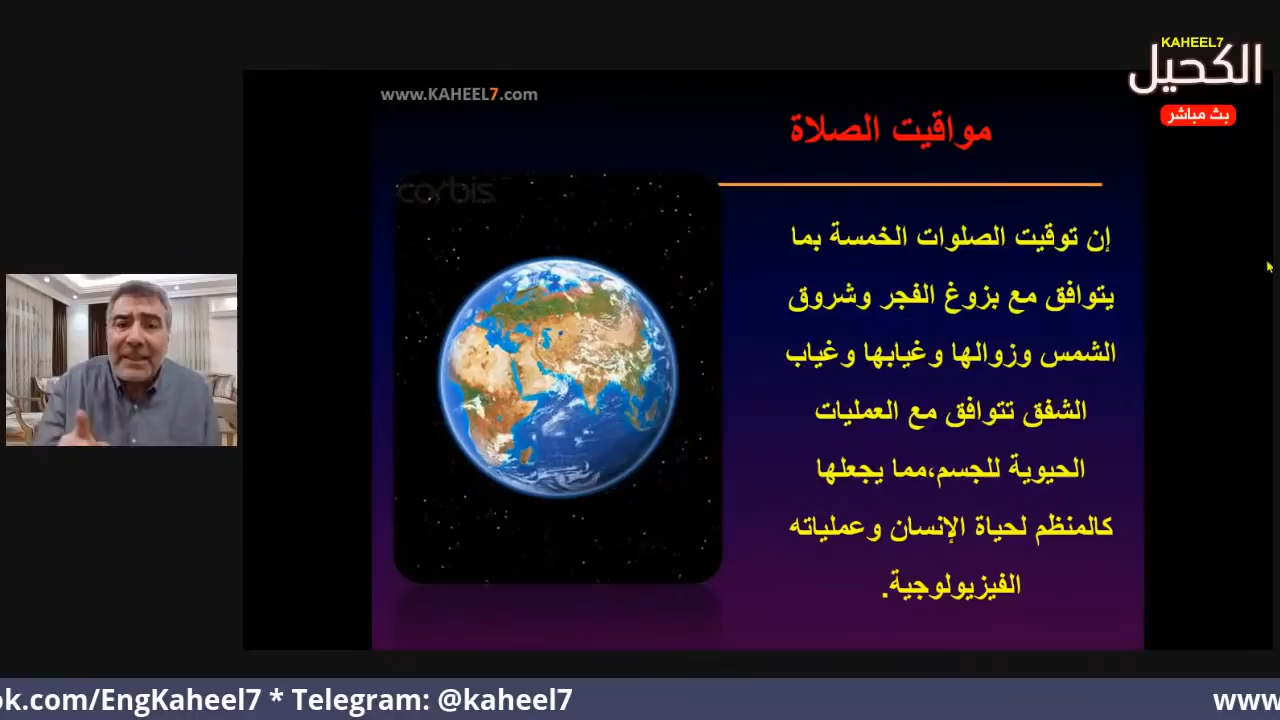 KAHEEL7
الكحيل
بث مباشر
www.KAHEEL7.com
مواقيت الصلاة
corbis
إن توقيت الصلوات الخمسة بما
يتوافق مع بزوغ الفجر وشروق
الشمس وزوالها وغيابها وغياب
الشفق تتوافق مع العمليات
الحيوية للجسم،مما يجعلها
كالمنظم لحياة الإنسان وعملياته
الفيزيولوجية.
ok.com/EngKaheel7 * Telegram: @kaheel7 www